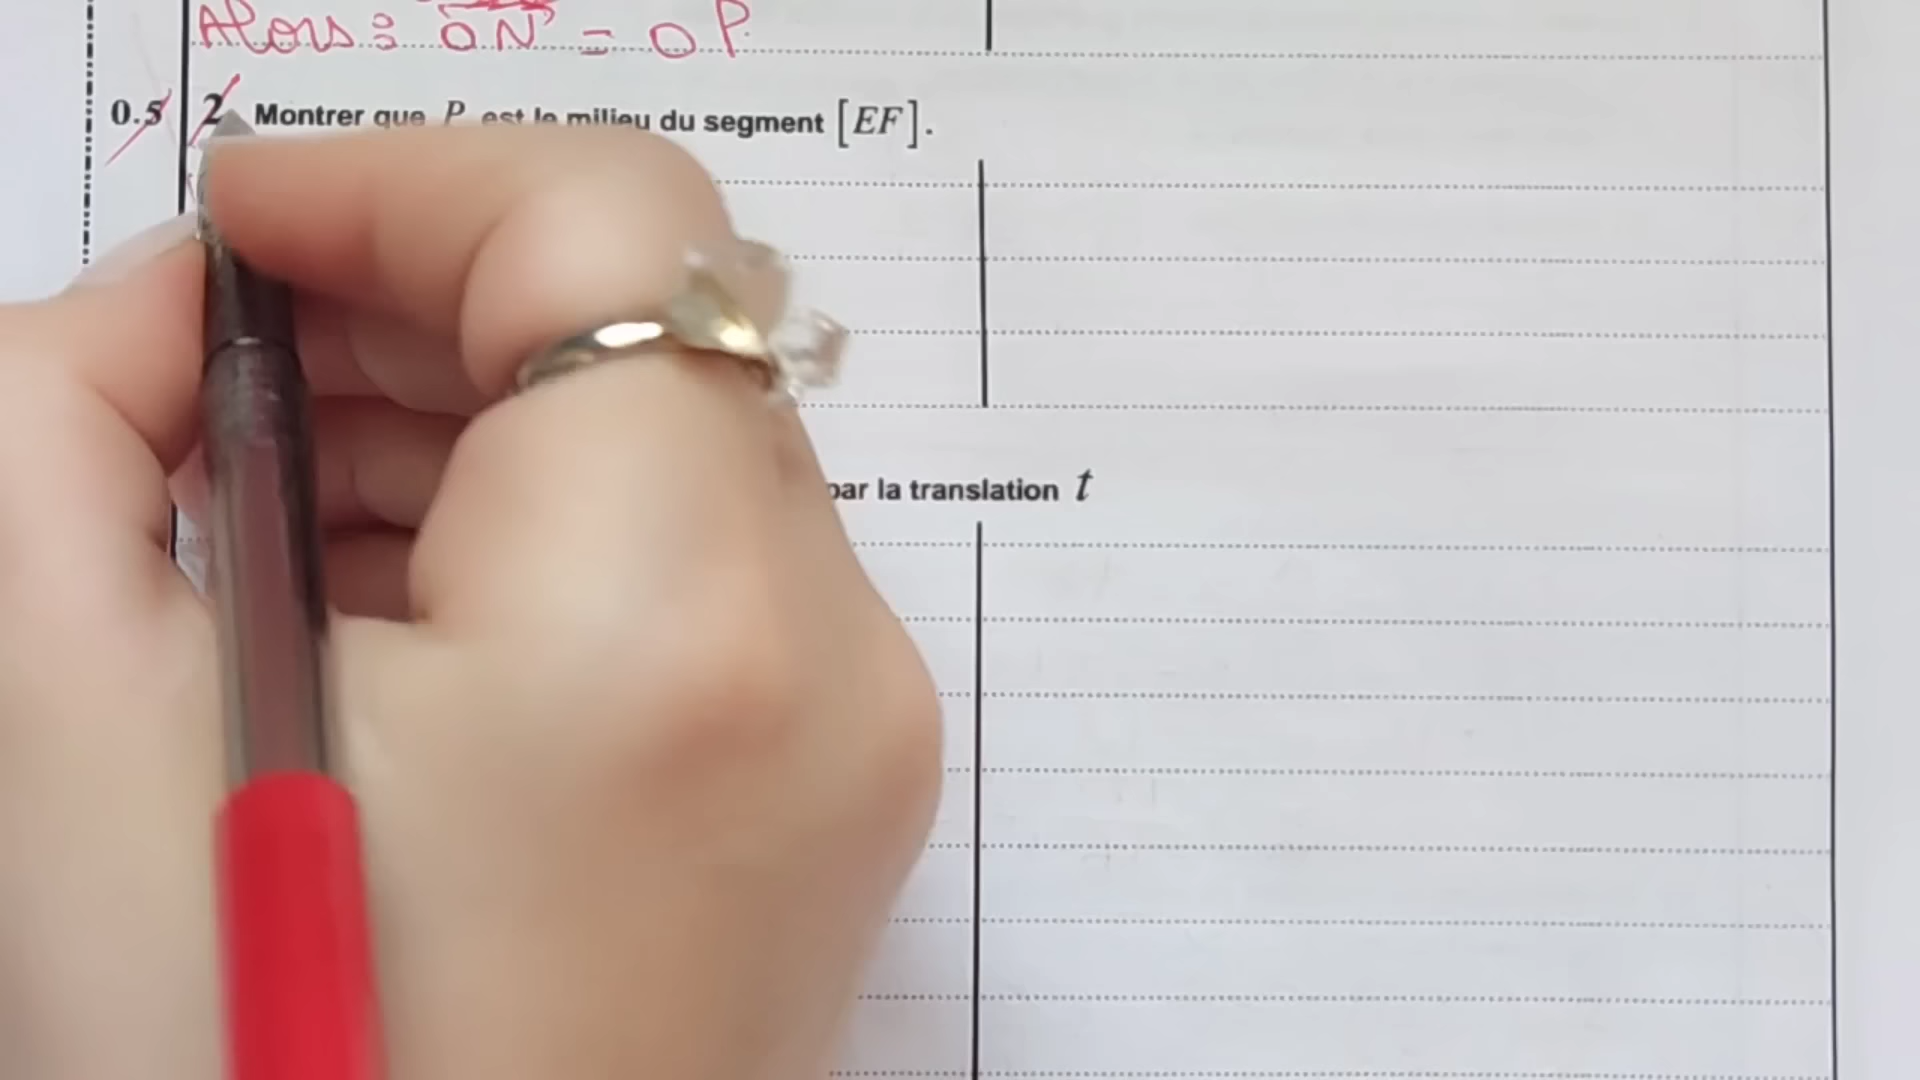 Alors : ON = OP
0.5 2 Montrer que P est le milieu du segment [EF].
par la translation t